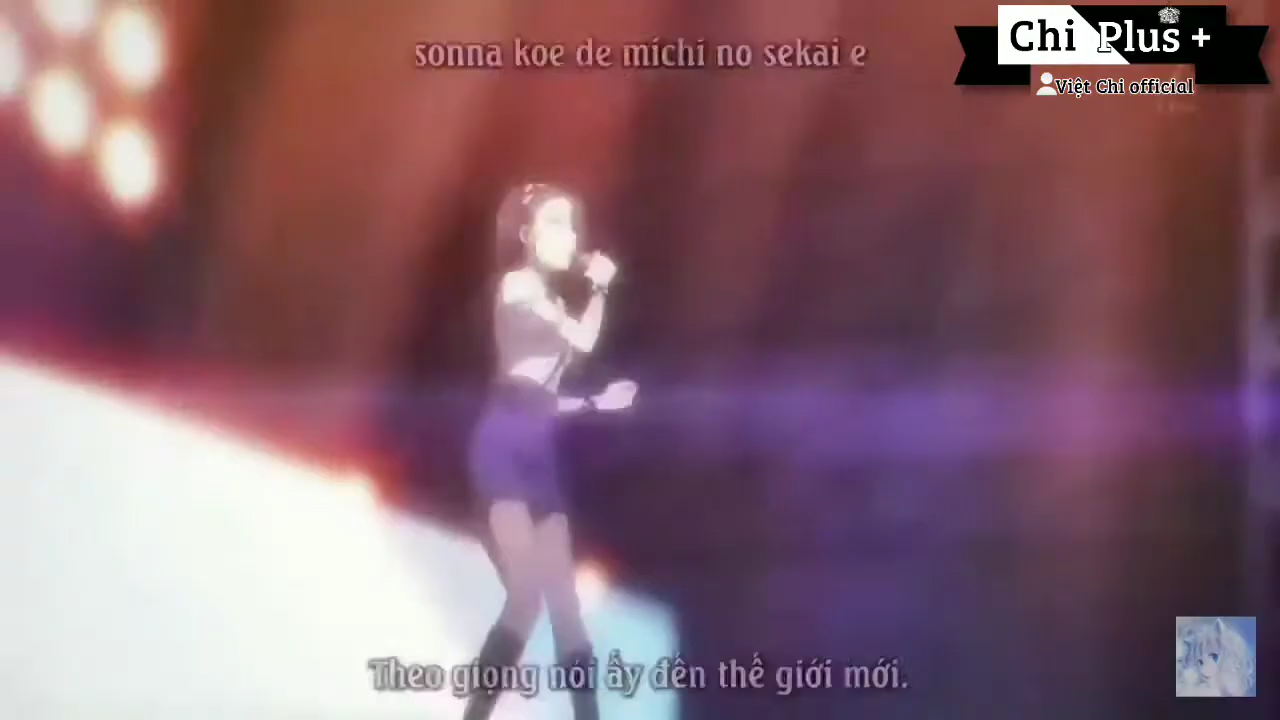 sonna koe de michi no sekai e
Chi Plus +
Việt Chi official
Theo giọng nói ấy đến thế giới mới.